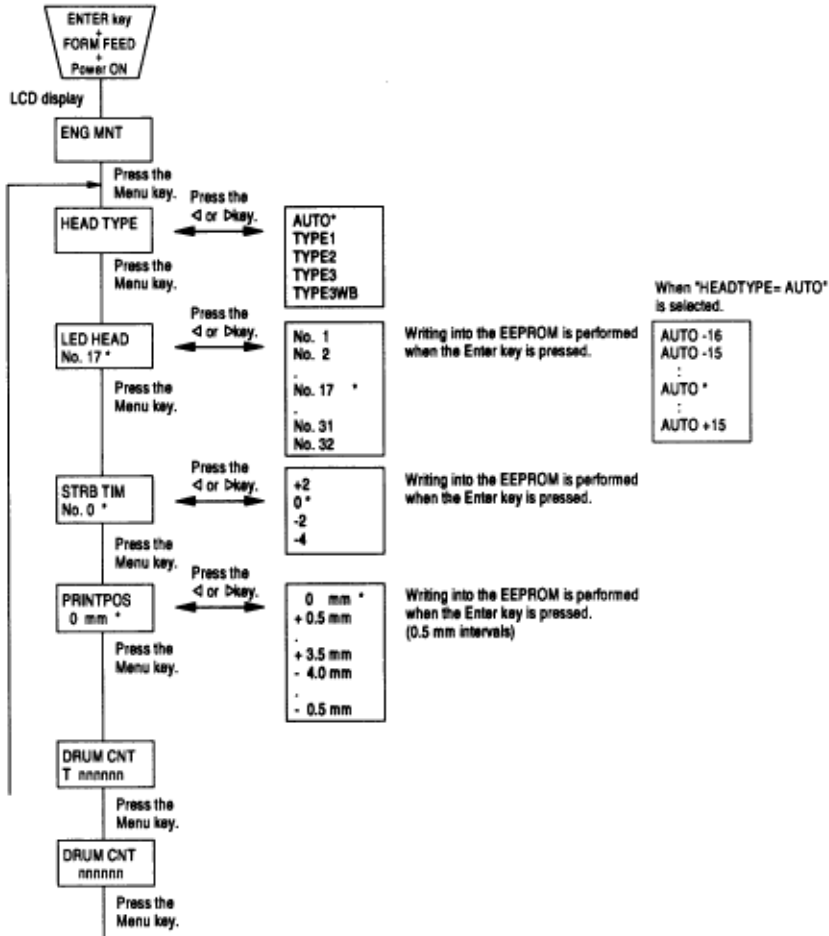 ENTER key
+
FORM FEED
+
Power ON
LCD display
ENG MNT
Press the
Menu key.
HEAD TYPE
Press the
◁ or ▷key.
AUTO*
TYPE1
TYPE2
TYPE3
TYPE3WB
Press the
Menu key.
When "HEADTYPE= AUTO"
is selected.
AUTO -16
AUTO -15
:
AUTO *
:
AUTO +15
LED HEAD
No. 17 *
Press the
◁ or ▷key.
No. 1
No. 2
.
No. 17 *
.
No. 31
No. 32
Writing into the EEPROM is performed
when the Enter key is pressed.
Press the
Menu key.
STRB TIM
No. 0 *
Press the
◁ or ▷key.
+2
0 *
-2
-4
Writing into the EEPROM is performed
when the Enter key is pressed.
Press the
Menu key.
PRINTPOS
0 mm *
Press the
◁ or ▷key.
0 mm *
+ 0.5 mm
.
+ 3.5 mm
- 4.0 mm
.
- 0.5 mm
Writing into the EEPROM is performed
when the Enter key is pressed.
(0.5 mm intervals)
Press the
Menu key.
DRUM CNT
T nnnnnn
Press the
Menu key.
DRUM CNT
nnnnnn
Press the
Menu key.